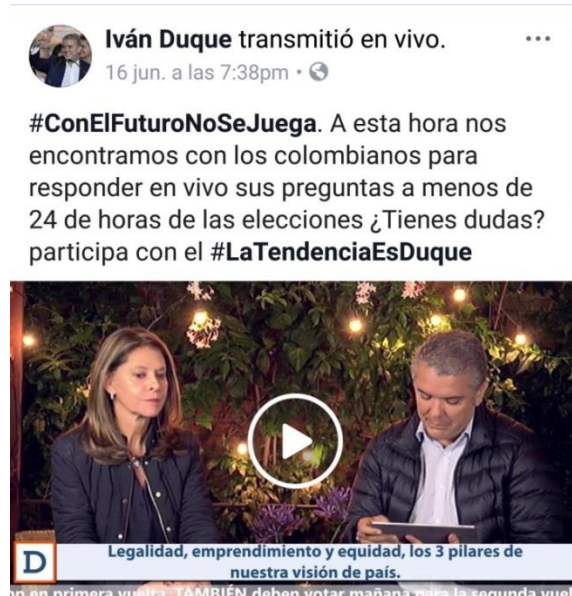 Iván Duque transmitió en vivo.
16 jun. a las 7:38pm
#ConElFuturoNoSeJuega. A esta hora nos
encontramos con los colombianos para
responder en vivo sus preguntas a menos de
24 de horas de las elecciones ¿Tienes dudas?
participa con el #LaTendenciaEsDuque
D
Legalidad, emprendimiento y equidad, los 3 pilares de
nuestra visión de país.
en primera vuelta, TAMBIÉN deben votar mañana para la segunda